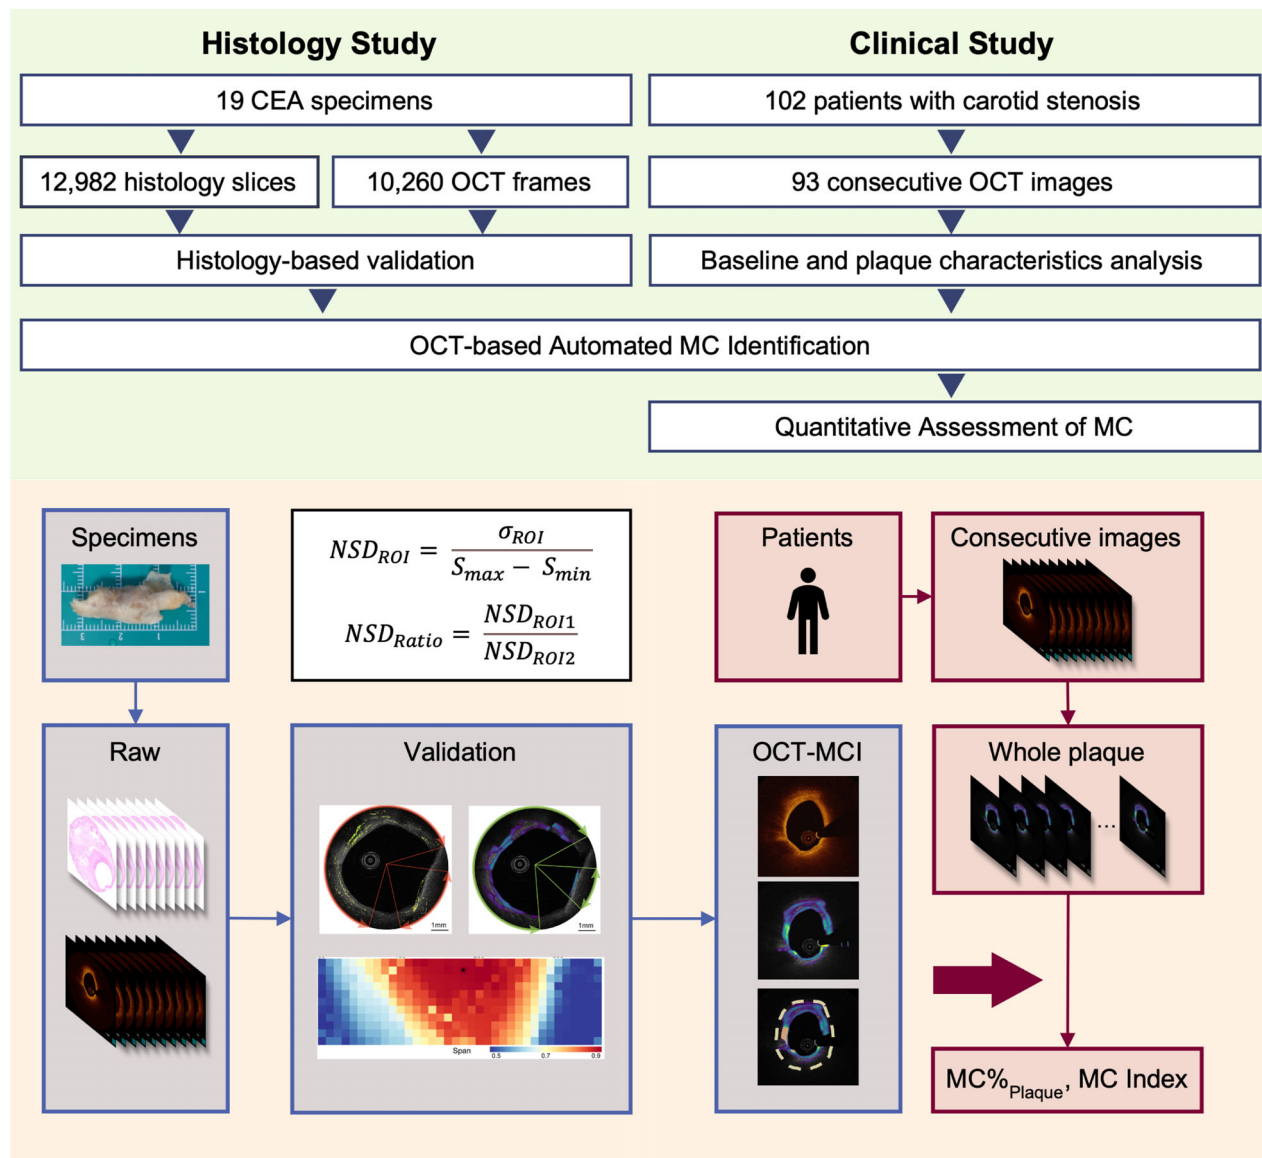 Histology Study
Clinical Study
19 CEA specimens
102 patients with carotid stenosis
12,982 histology slices
10,260 OCT frames
93 consecutive OCT images
Histology-based validation
Baseline and plaque characteristics analysis
OCT-based Automated MC Identification
Quantitative Assessment of MC
Specimens
3 2 1
NSD_ROI = σ_ROI / (S_max − S_min)
NSD_Ratio = NSD_ROI1 / NSD_ROI2
Patients
Consecutive images
Raw
Validation
1mm
1mm
Span
0.5 0.7 0.9
OCT-MCI
Whole plaque
...
MC%_Plaque, MC Index